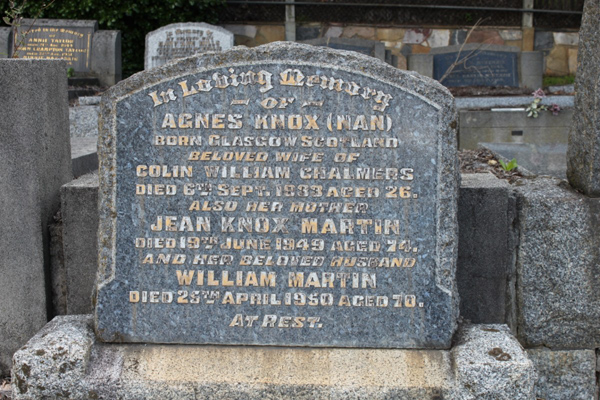 In Loving Memory
OF
AGNES KNOX (NAN)
BORN GLASGOW SCOTLAND
BELOVED WIFE OF
COLIN WILLIAM CHALMERS
DIED 6TH SEPT. 1933 AGED 26.
ALSO HER MOTHER
JEAN KNOX MARTIN
DIED 19TH JUNE 1949 AGED 74.
AND HER BELOVED HUSBAND
WILLIAM MARTIN
DIED 25TH APRIL 1950 AGED 70.
AT REST.